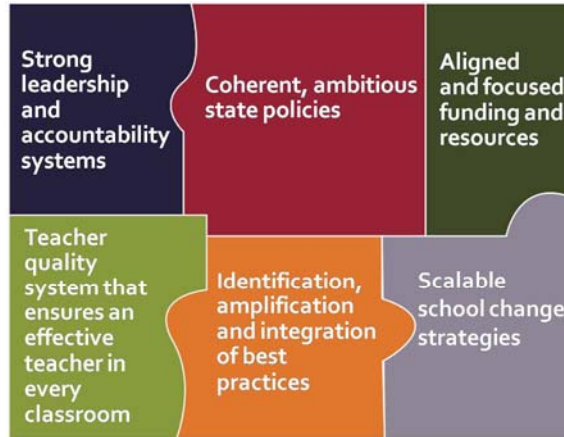 Strong
leadership
and
accountability
systems
Coherent, ambitious
state policies
Aligned
and focused
funding and
resources
Teacher
quality
system that
ensures an
effective
teacher in
every
classroom
Identification,
amplification
and integration
of best
practices
Scalable
school change
strategies